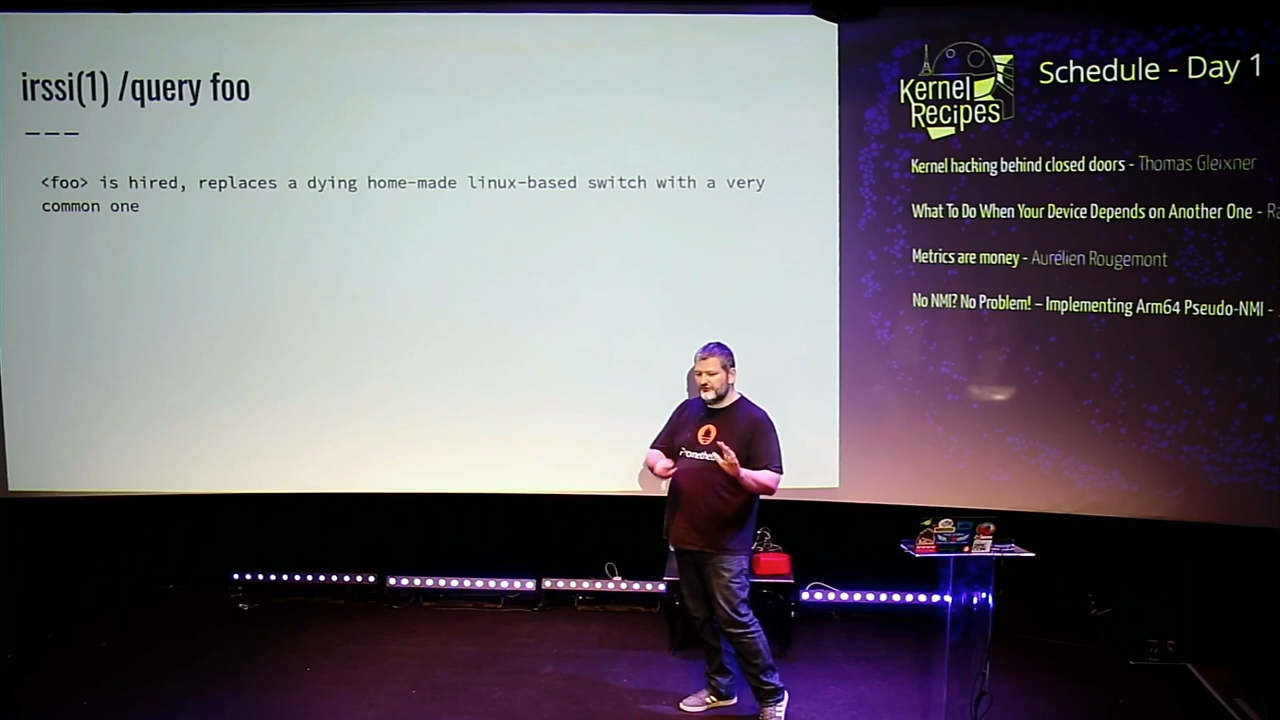 irssi(1) /query foo
---
<foo> is hired, replaces a dying home-made linux-based switch with a very
common one
Kernel
Recipes
Schedule - Day 1
Kernel hacking behind closed doors - Thomas Gleixner
What To Do When Your Device Depends on Another One -
Metrics are money - Aurélien Rougemont
No NMI? No Problem! – Implementing Arm64 Pseudo-NMI -